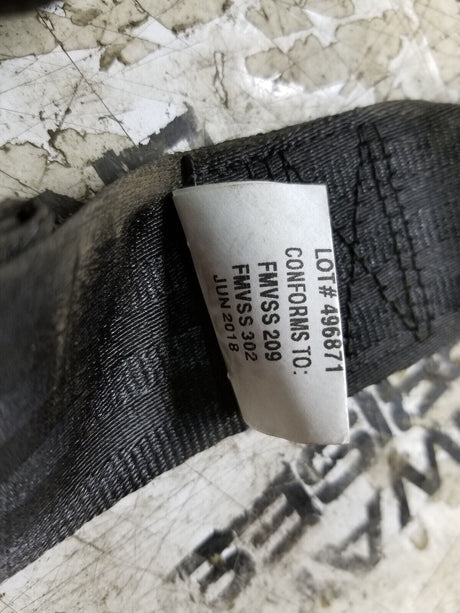 LOT# 496871
CONFORMS TO:
FMVSS 209
FMVSS 302
JUN 2018